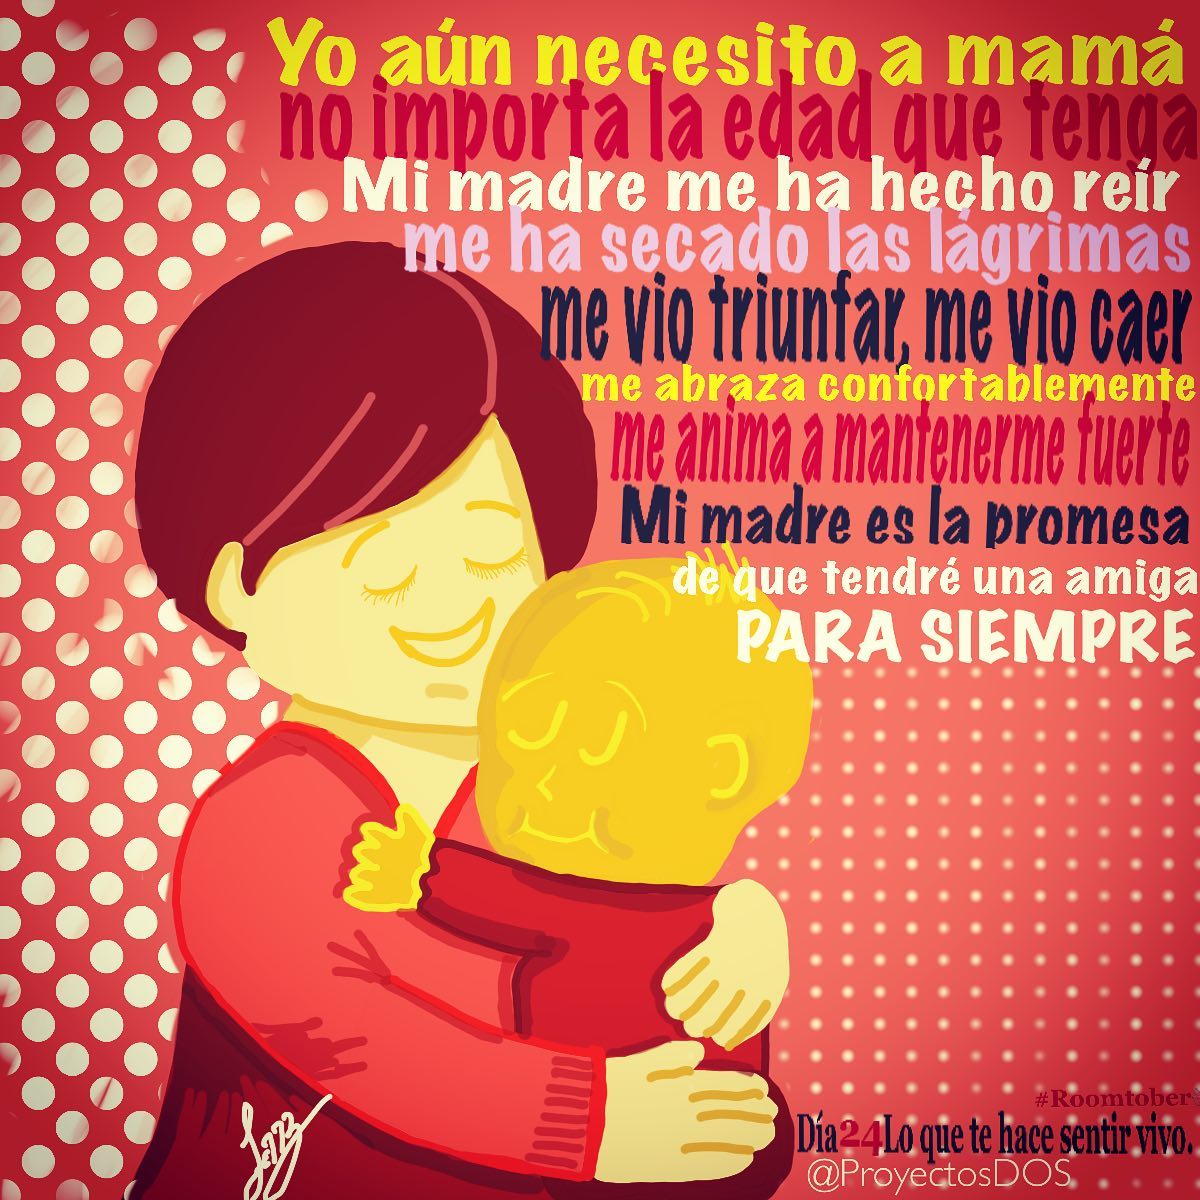 Yo aún necesito a mamá
no importa la edad que tenga
Mi madre me ha hecho reír
me ha secado las lágrimas
me vio triunfar, me vio caer
me abraza confortablemente
me anima a mantenerme fuerte
Mi madre es la promesa
de que tendré una amiga
PARA SIEMPRE
#Roomtober
Día24Lo que te hace sentir vivo.
@ProyectosDOS